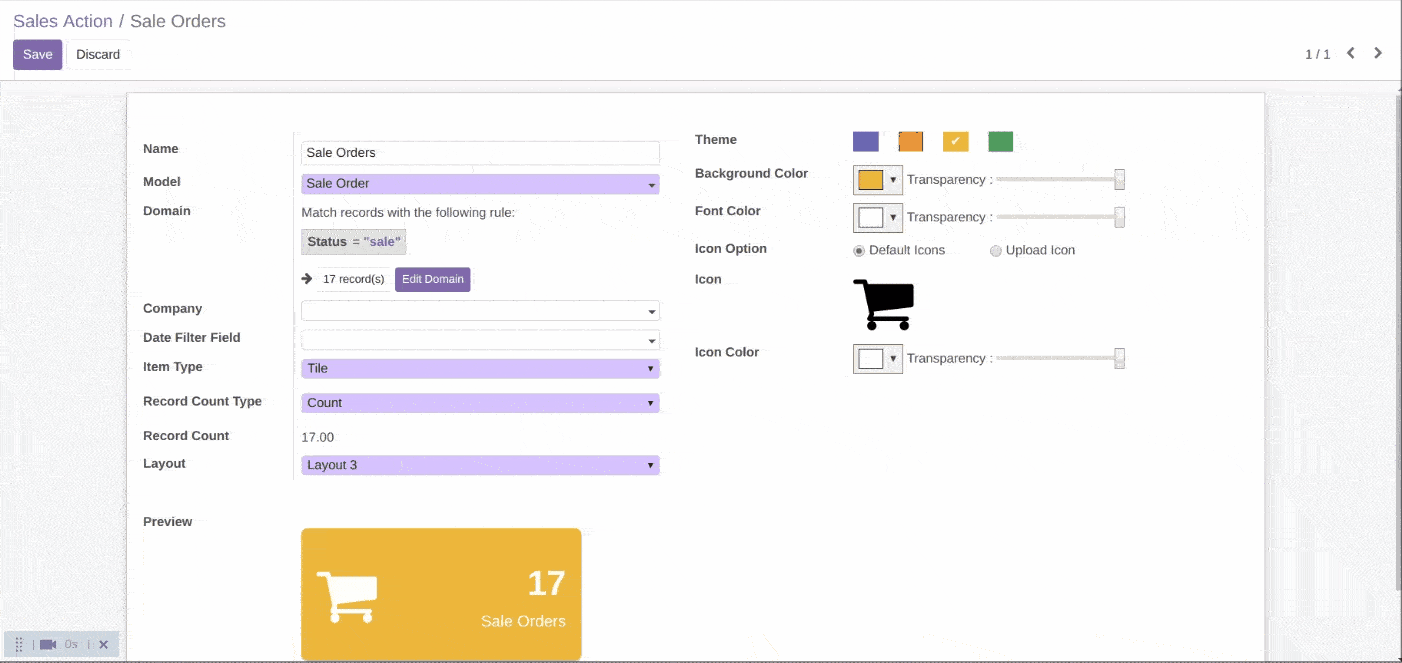 Sales Action / Sale Orders
Save Discard 1 / 1
Name Sale Orders
Model Sale Order
Domain Match records with the following rule:
Status = "sale"
17 record(s) Edit Domain
Company
Date Filter Field
Item Type Tile
Record Count Type Count
Record Count 17.00
Layout Layout 3
Preview
17
Sale Orders
Theme
Background Color Transparency :
Font Color Transparency :
Icon Option Default Icons Upload Icon
Icon
Icon Color Transparency :
0s